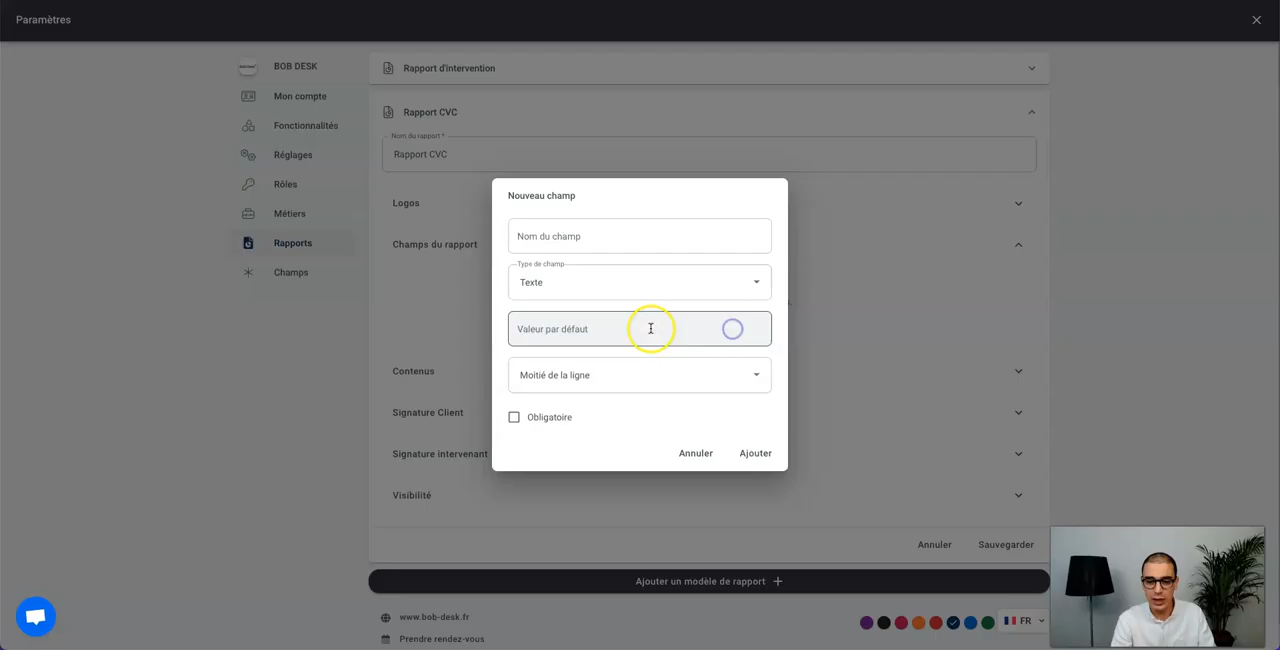 Paramètres
BOB DESK
Mon compte
Fonctionnalités
Réglages
Rôles
Métiers
Rapports
Champs
Rapport d'intervention
Rapport CVC
Nom du rapport *
Rapport CVC
Logos
Champs du rapport
Contenus
Signature Client
Signature intervenant
Visibilité
Annuler
Sauvegarder
Nouveau champ
Nom du champ
Type de champ
Texte
Valeur par défaut
Moitié de la ligne
Obligatoire
Annuler
Ajouter
Ajouter un modèle de rapport
www.bob-desk.fr
Prendre rendez-vous
FR